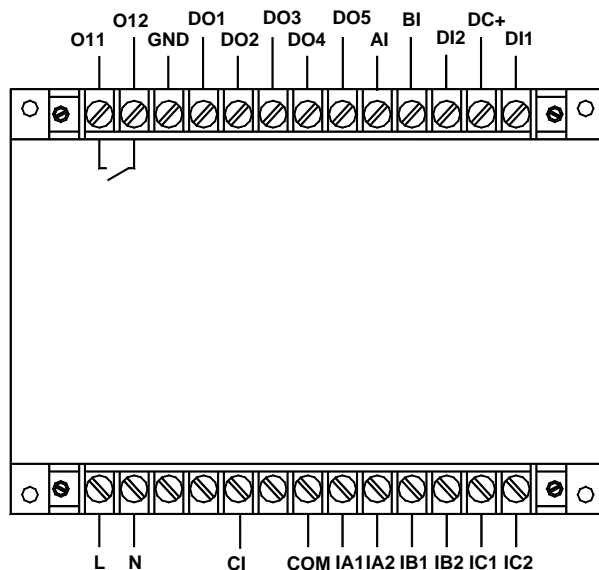 O11 O12 GND DO1 DO2 DO3 DO4 DO5 AI BI DI2 DC+ DI1
L N CI COM IA1 IA2 IB1 IB2 IC1 IC2